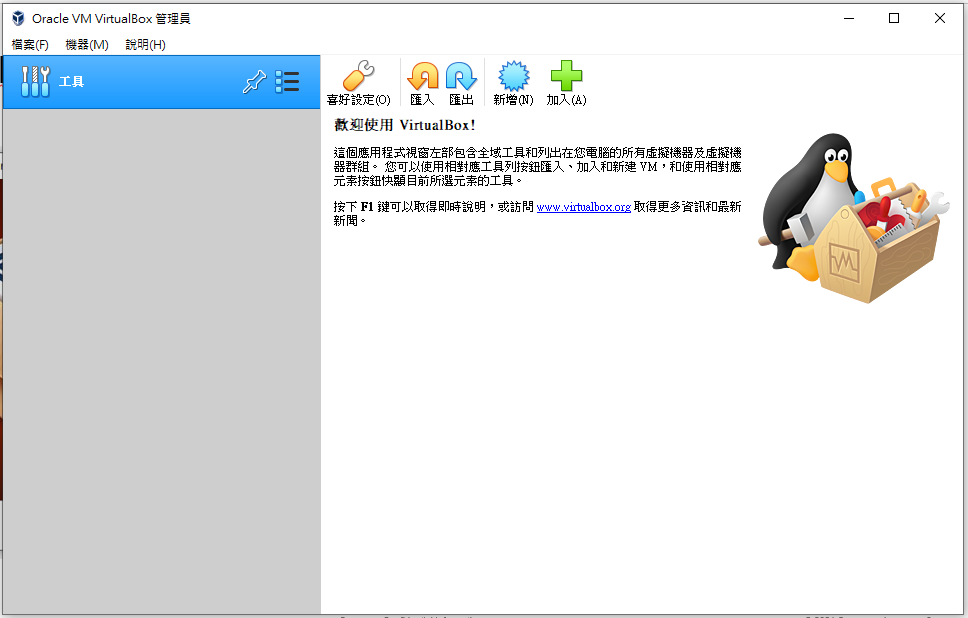 Oracle VM VirtualBox 管理員
檔案(F) 機器(M) 說明(H)
工具
喜好設定(O) 匯入 匯出 新增(N) 加入(A)
歡迎使用 VirtualBox!
這個應用程式視窗左部包含全域工具和列出在您電腦的所有虛擬機器及虛擬機
器群組。 您可以使用相對應工具列按鈕匯入、加入和新建 VM，和使用相對應
元素按鈕快顯目前所選元素的工具。
按下 F1 鍵可以取得即時說明，或訪問 www.virtualbox.org 取得更多資訊和最新
新聞。